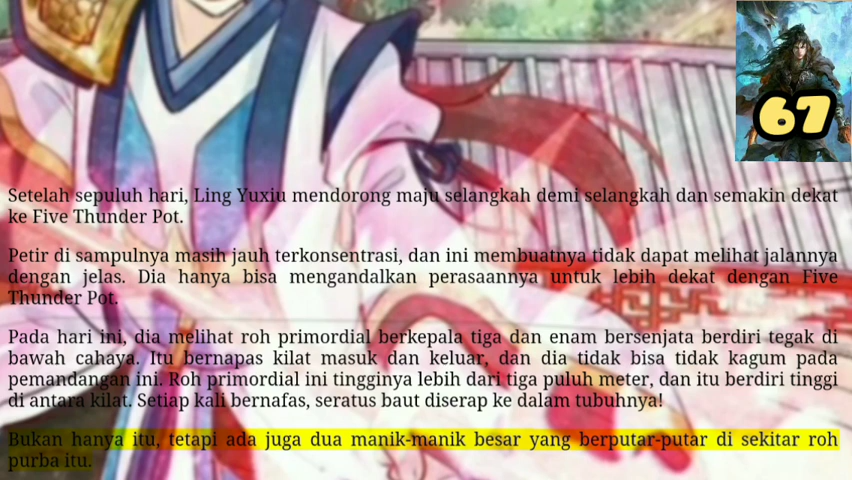 67
Setelah sepuluh hari, Ling Yuxiu mendorong maju selangkah demi selangkah dan semakin dekat
ke Five Thunder Pot.
Petir di sampulnya masih jauh terkonsentrasi, dan ini membuatnya tidak dapat melihat jalannya
dengan jelas. Dia hanya bisa mengandalkan perasaannya untuk lebih dekat dengan Five
Thunder Pot.
Pada hari ini, dia melihat roh primordial berkepala tiga dan enam bersenjata berdiri tegak di
bawah cahaya. Itu bernapas kilat masuk dan keluar, dan dia tidak bisa tidak kagum pada
pemandangan ini. Roh primordial ini tingginya lebih dari tiga puluh meter, dan itu berdiri tinggi
di antara kilat. Setiap kali bernafas, seratus baut diserap ke dalam tubuhnya!
Bukan hanya itu, tetapi ada juga dua manik-manik besar yang berputar-putar di sekitar roh
purba itu.